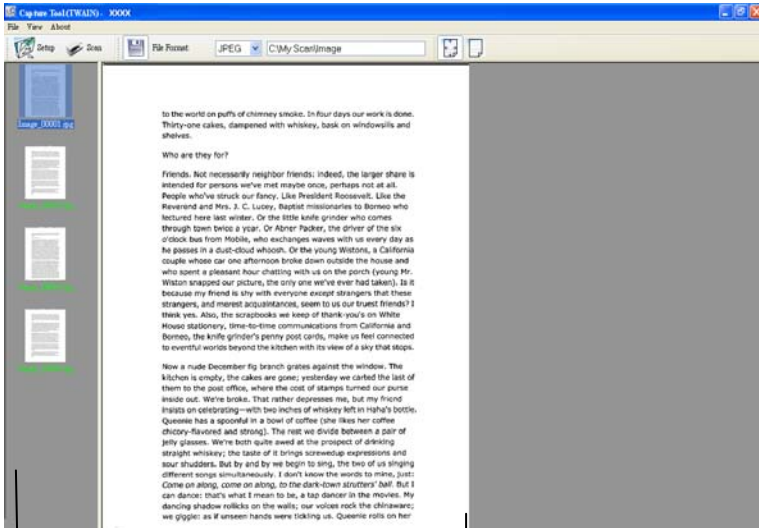 Capture Tool(TWAIN) - XXXX
File View About
Setup Scan File Format JPEG C:\My Scan\Image
Image_00001.jpg
to the world on puffs of chimney smoke. In four days our work is done.
Thirty-one cakes, dampened with whiskey, bask on windowsills and
shelves.
Who are they for?
Friends. Not necessarily neighbor friends: indeed, the larger share is
intended for persons we've met maybe once, perhaps not at all.
People who've struck our fancy. Like President Roosevelt. Like the
Reverend and Mrs. J. C. Lucey, Baptist missionaries to Borneo who
lectured here last winter. Or the little knife grinder who comes
through town twice a year. Or Abner Packer, the driver of the six
o'clock bus from Mobile, who exchanges waves with us every day as
he passes in a dust-cloud whoosh. Or the young Wistons, a California
couple whose car one afternoon broke down outside the house and
who spent a pleasant hour chatting with us on the porch (young Mr.
Wiston snapped our picture, the only one we've ever had taken). Is it
because my friend is shy with everyone except strangers that these
strangers, and merest acquaintances, seem to us our truest friends? I
think yes. Also, the scrapbooks we keep of thank-you's on White
House stationery, time-to-time communications from California and
Borneo, the knife grinder's penny post cards, make us feel connected
to eventful worlds beyond the kitchen with its view of a sky that stops.
Now a nude December fig branch grates against the window. The
kitchen is empty, the cakes are gone; yesterday we carted the last of
them to the post office, where the cost of stamps turned our purse
inside out. We're broke. That rather depresses me, but my friend
insists on celebrating—with two inches of whiskey left in Haha's bottle.
Queenie has a spoonful in a bowl of coffee (she likes her coffee
chicory-flavored and strong). The rest we divide between a pair of
jelly glasses. We're both quite awed at the prospect of drinking
straight whiskey; the taste of it brings screwedup expressions and
sour shudders. But by and by we begin to sing, the two of us singing
different songs simultaneously. I don't know the words to mine, just:
Come on along, come on along, to the dark-town strutters' ball. But I
can dance: that's what I mean to be, a tap dancer in the movies. My
dancing shadow rollicks on the walls; our voices rock the chinaware;
we giggle: as if unseen hands were tickling us. Queenie rolls on her